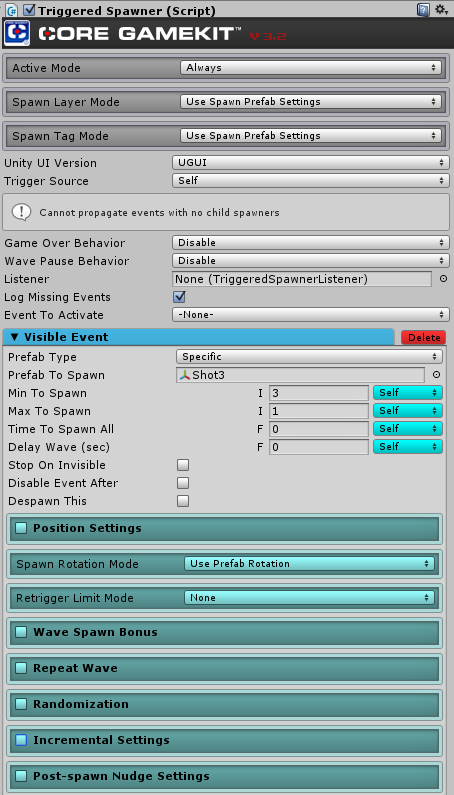 Triggered Spawner (Script)
CORE GAMEKIT™ V 3.2
Active Mode Always
Spawn Layer Mode Use Spawn Prefab Settings
Spawn Tag Mode Use Spawn Prefab Settings
Unity UI Version UGUI
Trigger Source Self
Cannot propagate events with no child spawners
Game Over Behavior Disable
Wave Pause Behavior Disable
Listener None (TriggeredSpawnerListener)
Log Missing Events
Event To Activate -None-
▼ Visible Event Delete
Prefab Type Specific
Prefab To Spawn Shot3
Min To Spawn I 3 Self
Max To Spawn I 1 Self
Time To Spawn All F 0 Self
Delay Wave (sec) F 0 Self
Stop On Invisible
Disable Event After
Despawn This
Position Settings
Spawn Rotation Mode Use Prefab Rotation
Retrigger Limit Mode None
Wave Spawn Bonus
Repeat Wave
Randomization
Incremental Settings
Post-spawn Nudge Settings